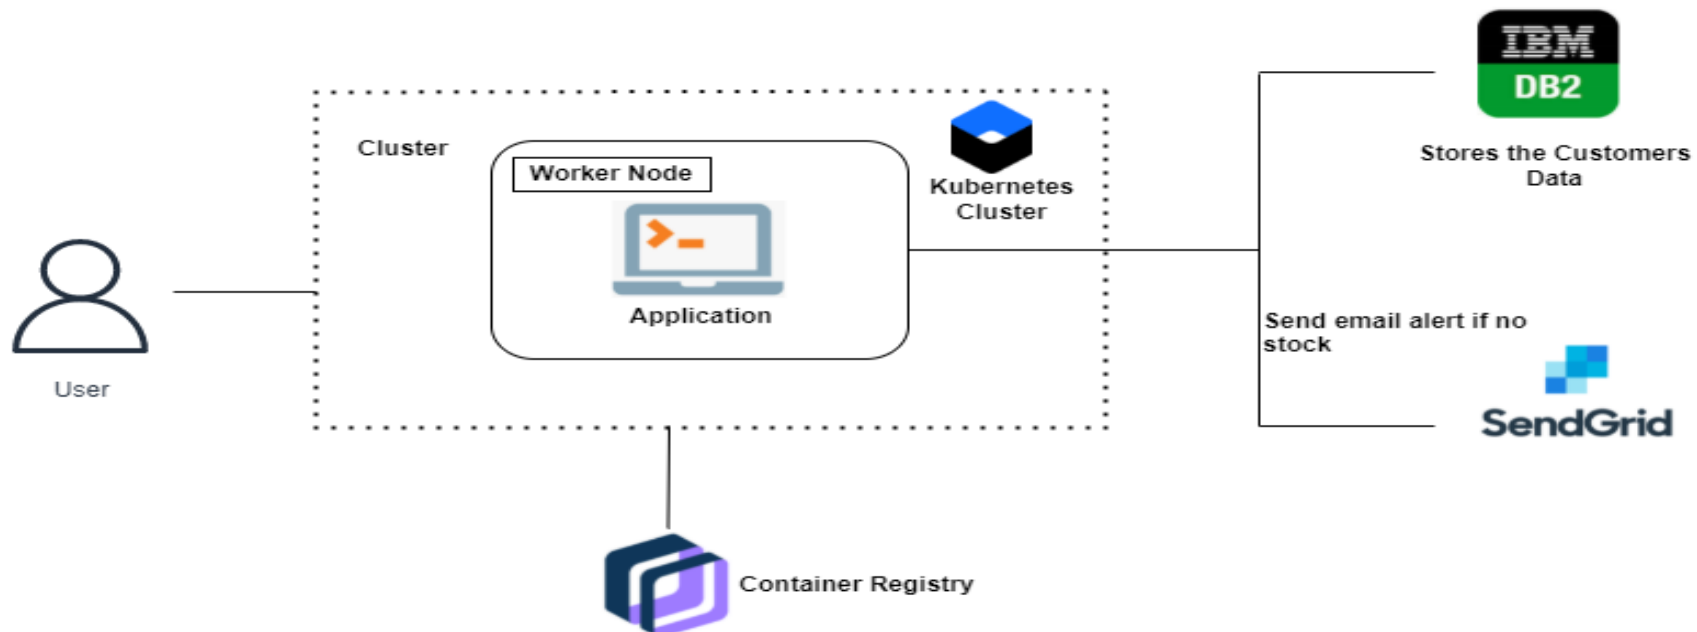 IBM
DB2
Cluster
Worker Node
Stores the Customers
Data
Kubernetes
Cluster
Application
Send email alert if no
stock
User
SendGrid
Container Registry